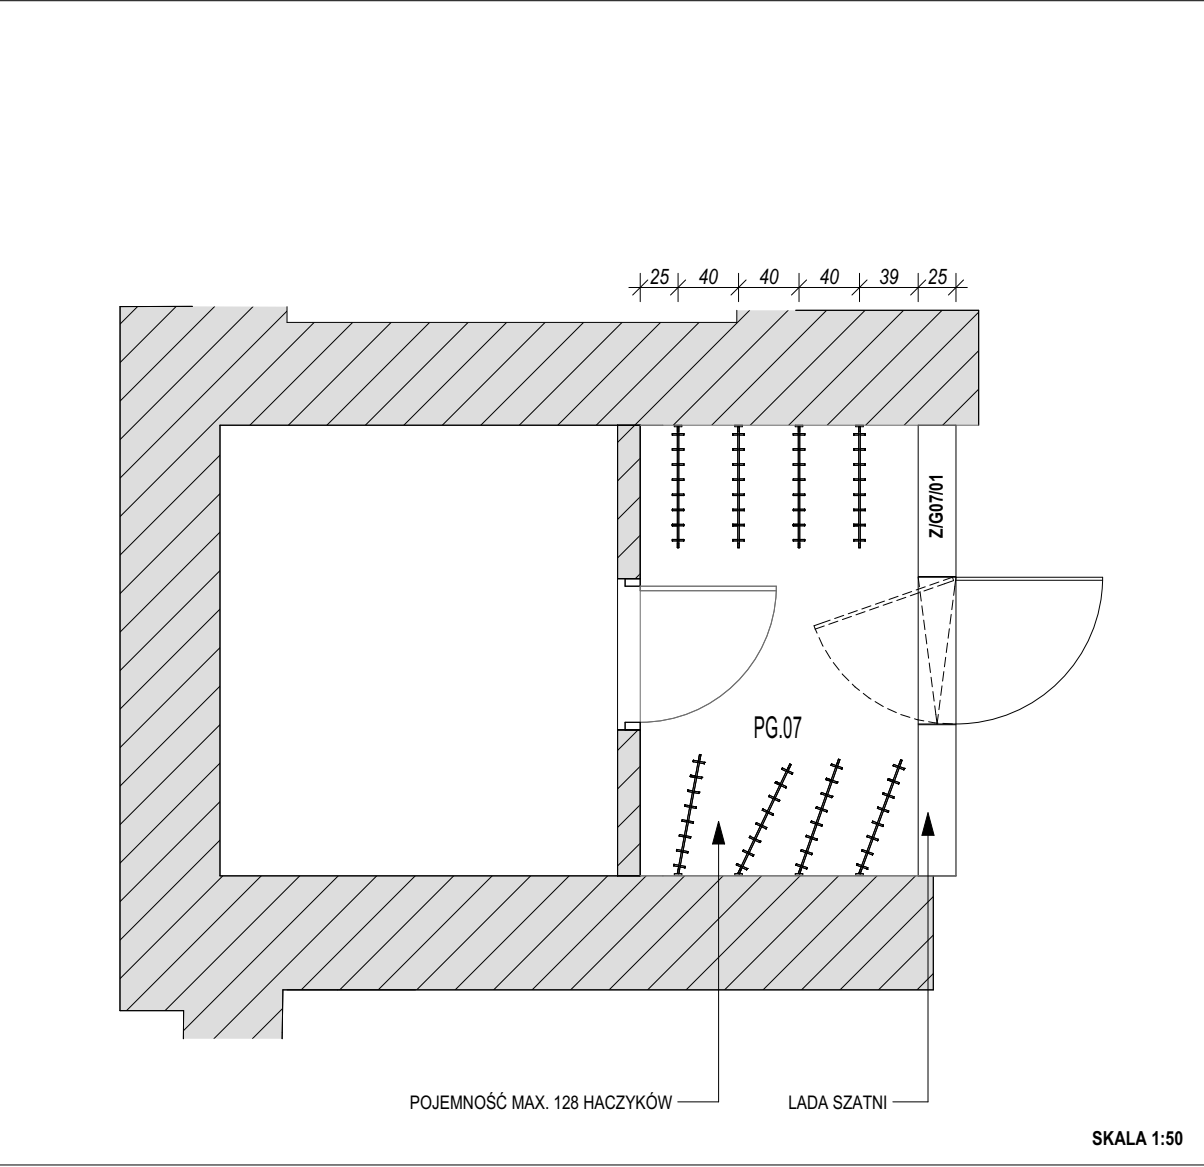 25 40 40 40 39 25
Z/G07/01
PG.07
POJEMNOŚĆ MAX. 128 HACZYKÓW
LADA SZATNI
SKALA 1:50